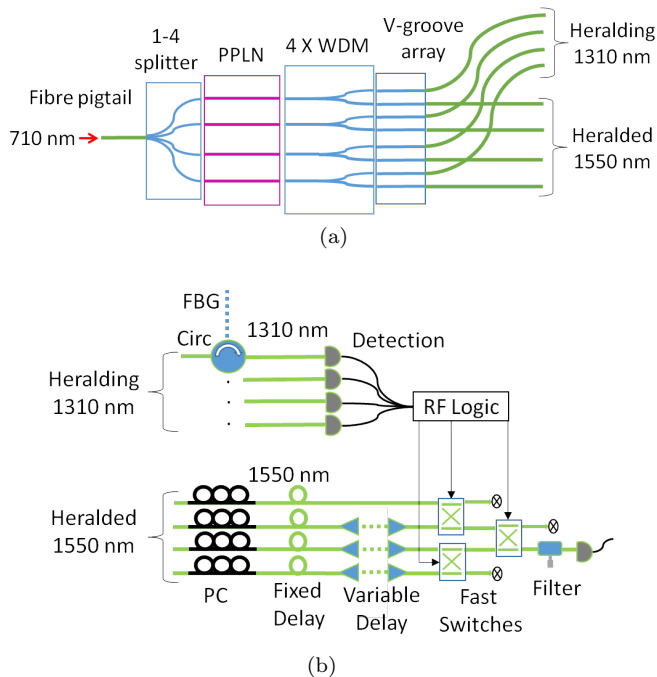 1-4
splitter
PPLN
4 X WDM
V-groove
array
Heralding
1310 nm
Fibre pigtail
710 nm
Heralded
1550 nm
(a)
FBG
Circ
1310 nm
Detection
Heralding
1310 nm
RF Logic
1550 nm
Heralded
1550 nm
PC
Fixed
Delay
Variable
Delay
Fast
Switches
Filter
(b)